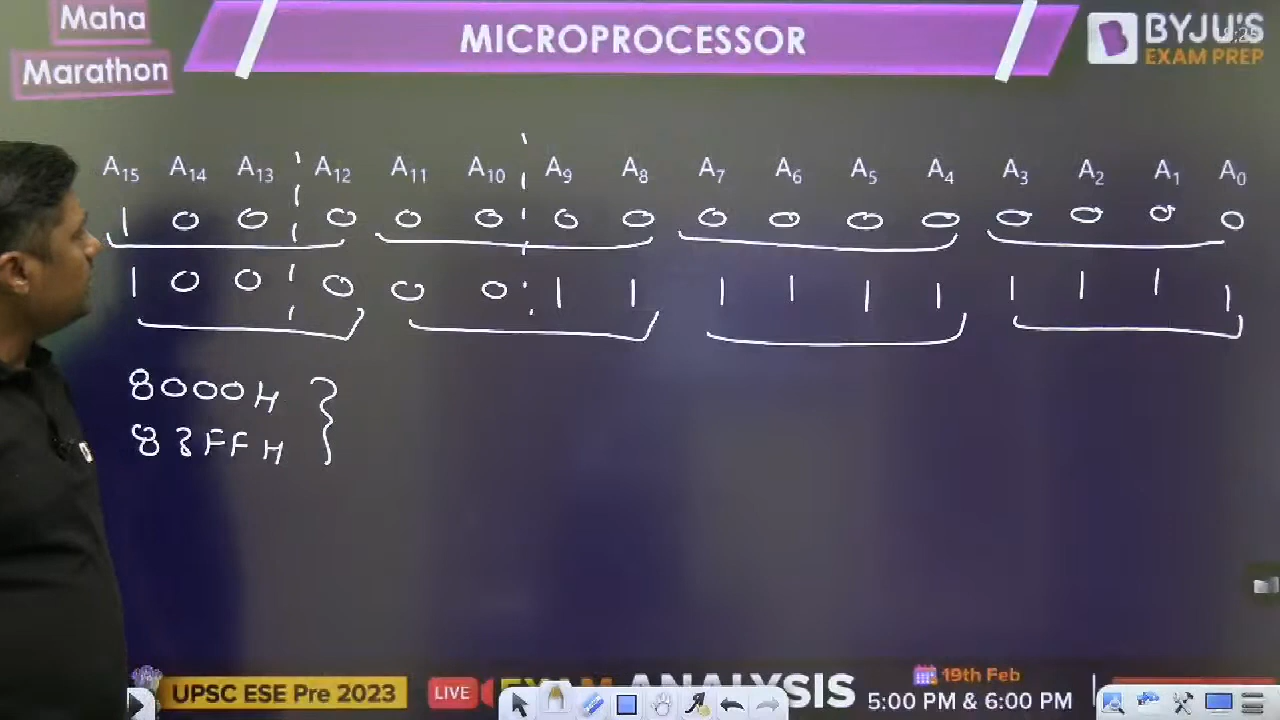 Maha
Marathon
MICROPROCESSOR
BYJU'S
EXAM PREP
A15 A14 A13 A12 A11 A10 A9 A8 A7 A6 A5 A4 A3 A2 A1 A0
1 0 0 0 0 0 0 0 0 0 0 0 0 0 0 0
1 0 0 0 0 0 1 1 1 1 1 1 1 1 1 1
8000H
83FFH
UPSC ESE Pre 2023
LIVE
EXAM ANALYSIS
19th Feb
5:00 PM & 6:00 PM